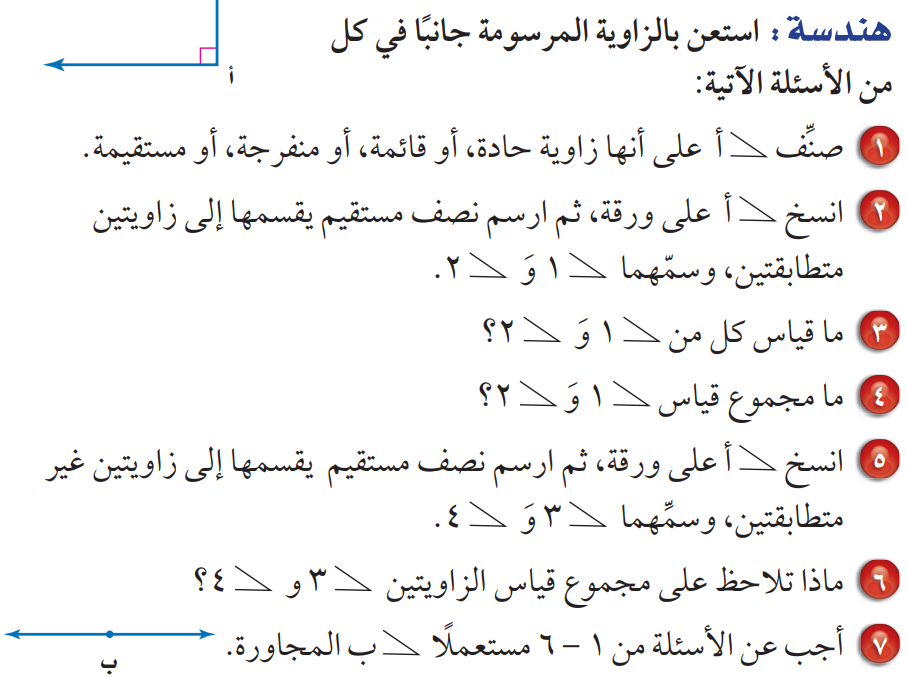 هندسة : استعن بالزاوية المرسومة جانبًا في كل
من الأسئلة الآتية:
أ
١ صنِّف ∠ أ على أنها زاوية حادة، أو قائمة، أو منفرجة، أو مستقيمة.
٢ انسخ ∠ أ على ورقة، ثم ارسم نصف مستقيم يقسمها إلى زاويتين
متطابقتين، وسمّهما ∠ ١ وَ ∠ ٢.
٣ ما قياس كل من ∠ ١ وَ ∠ ٢؟
٤ ما مجموع قياس ∠ ١ وَ ∠ ٢؟
٥ انسخ ∠ أ على ورقة، ثم ارسم نصف مستقيم يقسمها إلى زاويتين غير
متطابقتين، وسمِّهما ∠ ٣ وَ ∠ ٤.
٦ ماذا تلاحظ على مجموع قياس الزاويتين ∠ ٣ و ∠ ٤؟
٧ أجب عن الأسئلة من ١ – ٦ مستعملًا ∠ ب المجاورة.
ب